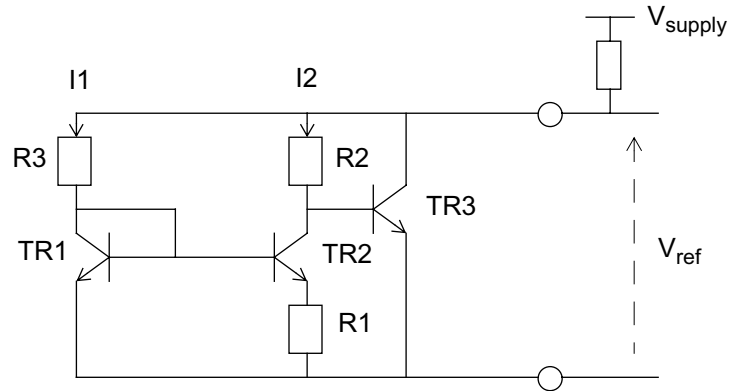 V_supply
I1
I2
R3
R2
TR3
TR1
TR2
V_ref
R1